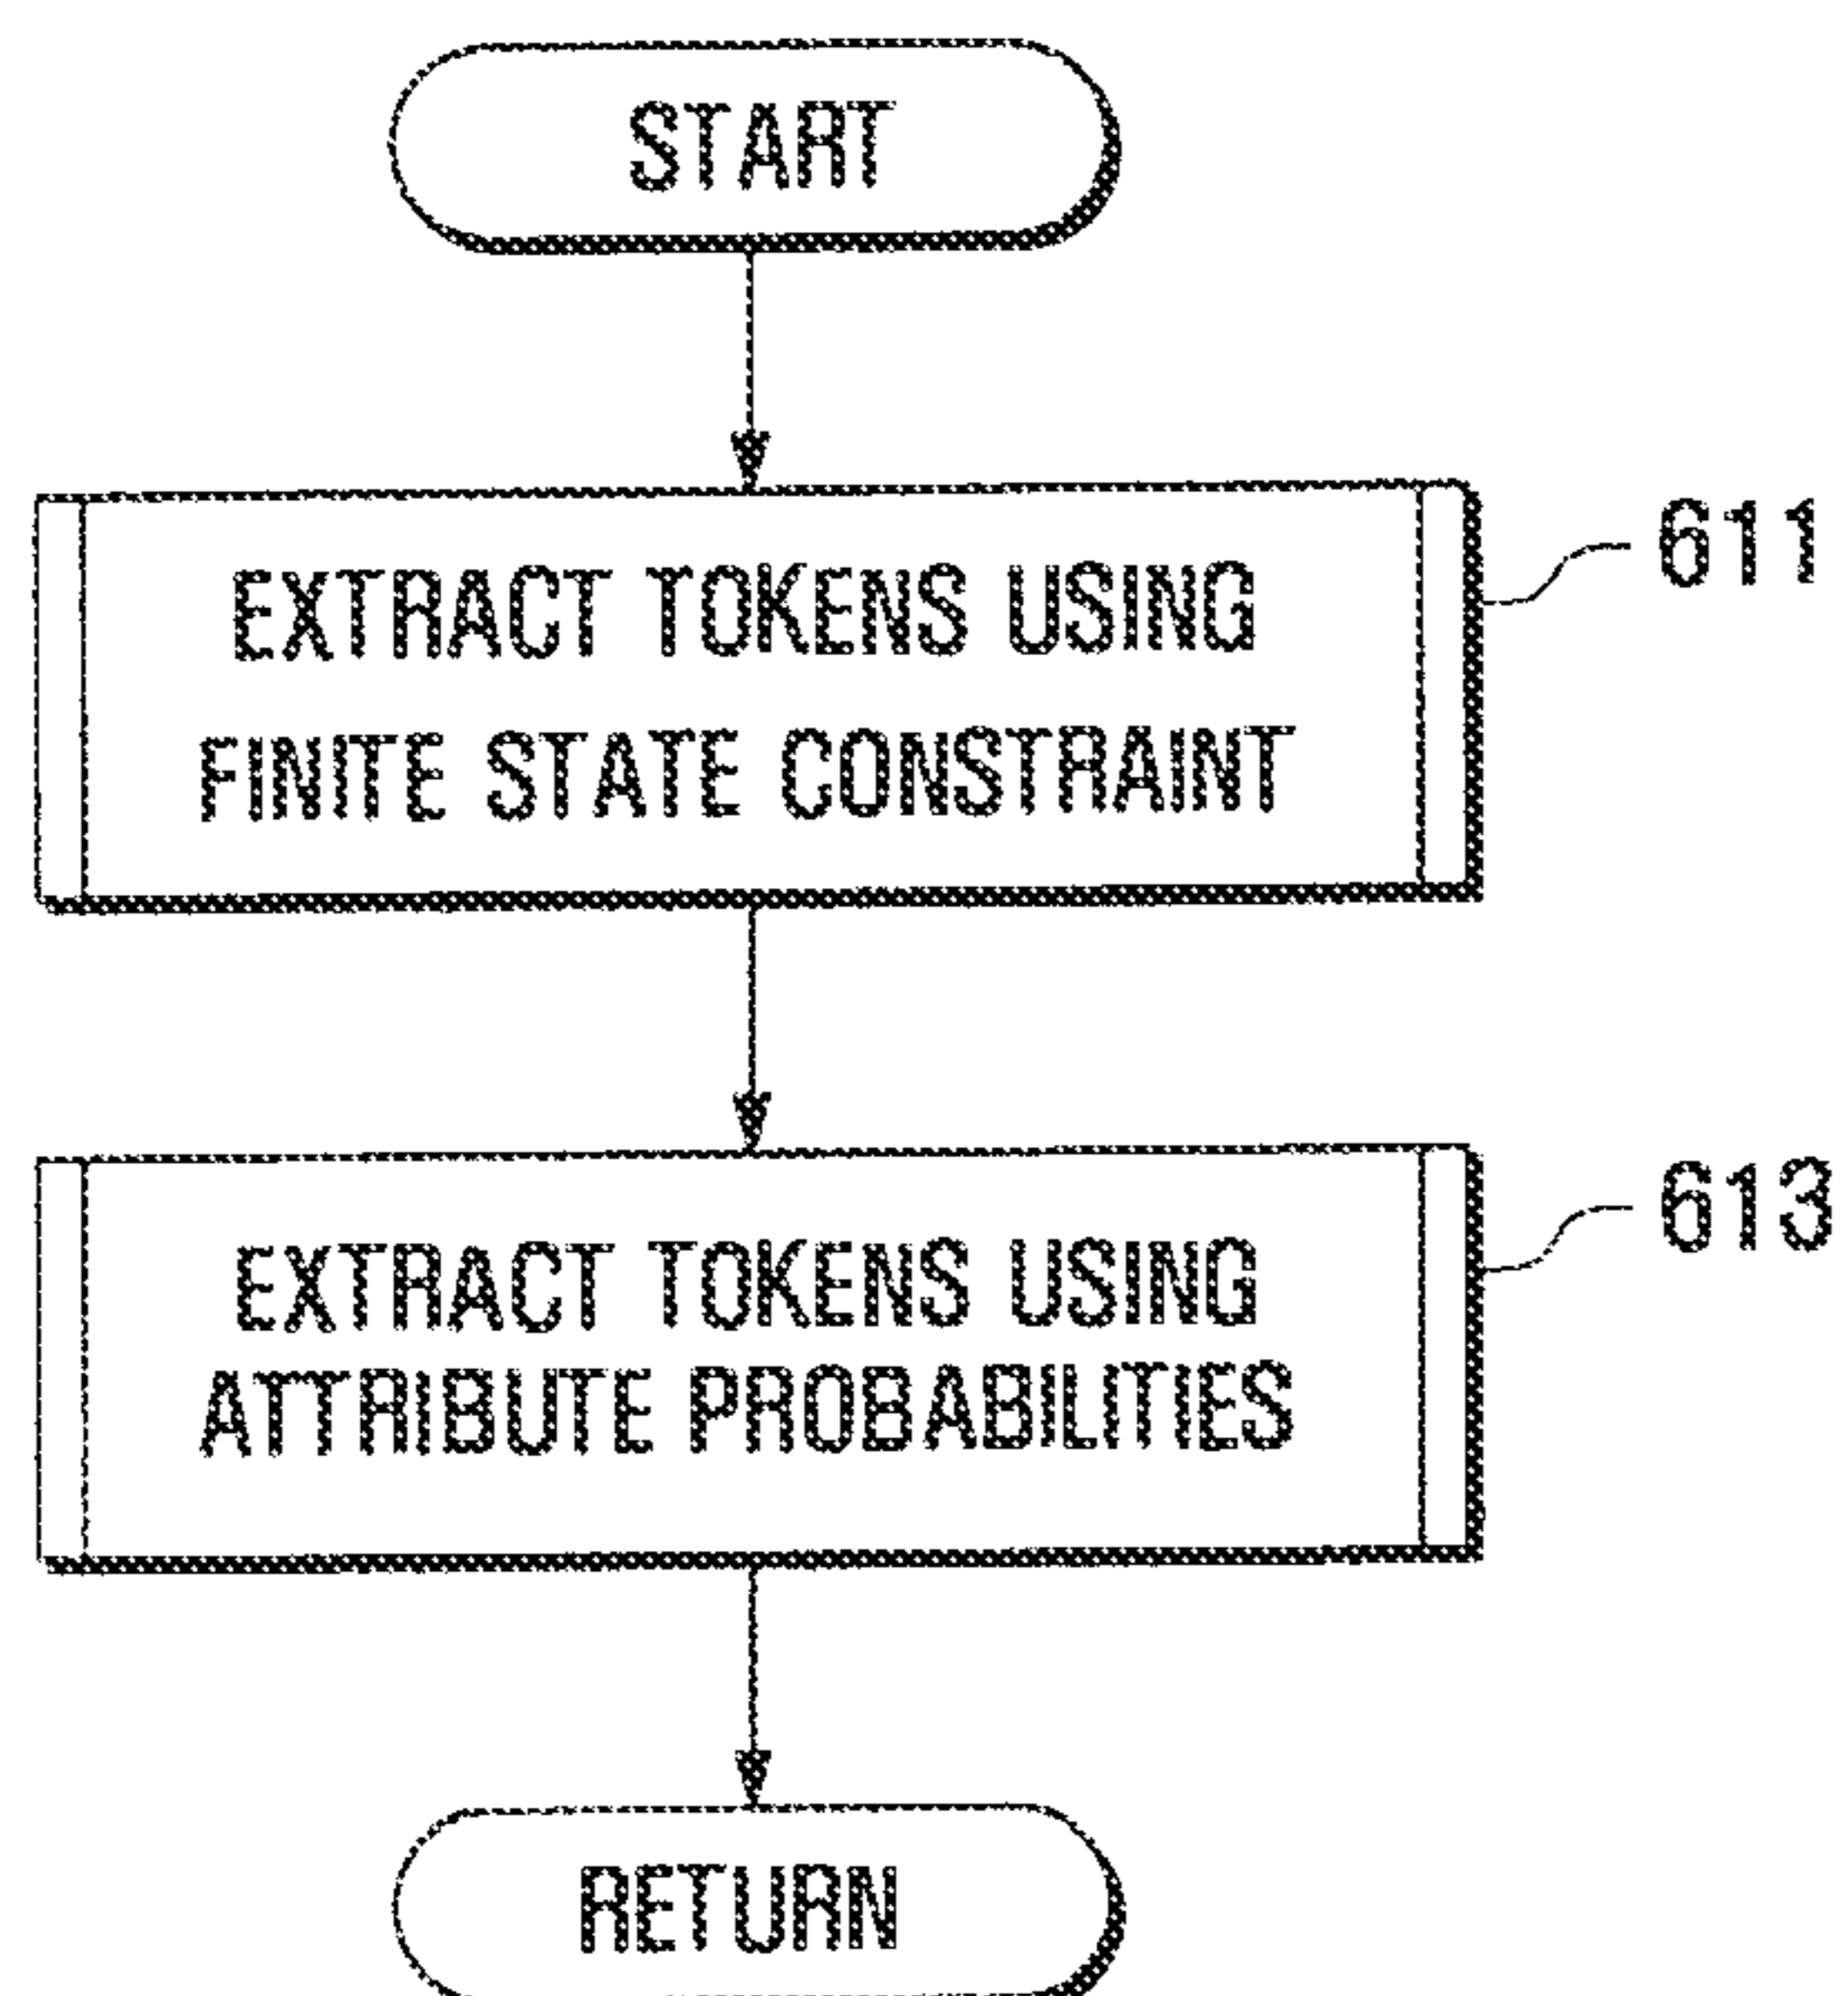 START
EXTRACT TOKENS USING
FINITE STATE CONSTRAINT
611
EXTRACT TOKENS USING
ATTRIBUTE PROBABILITIES
613
RETURN